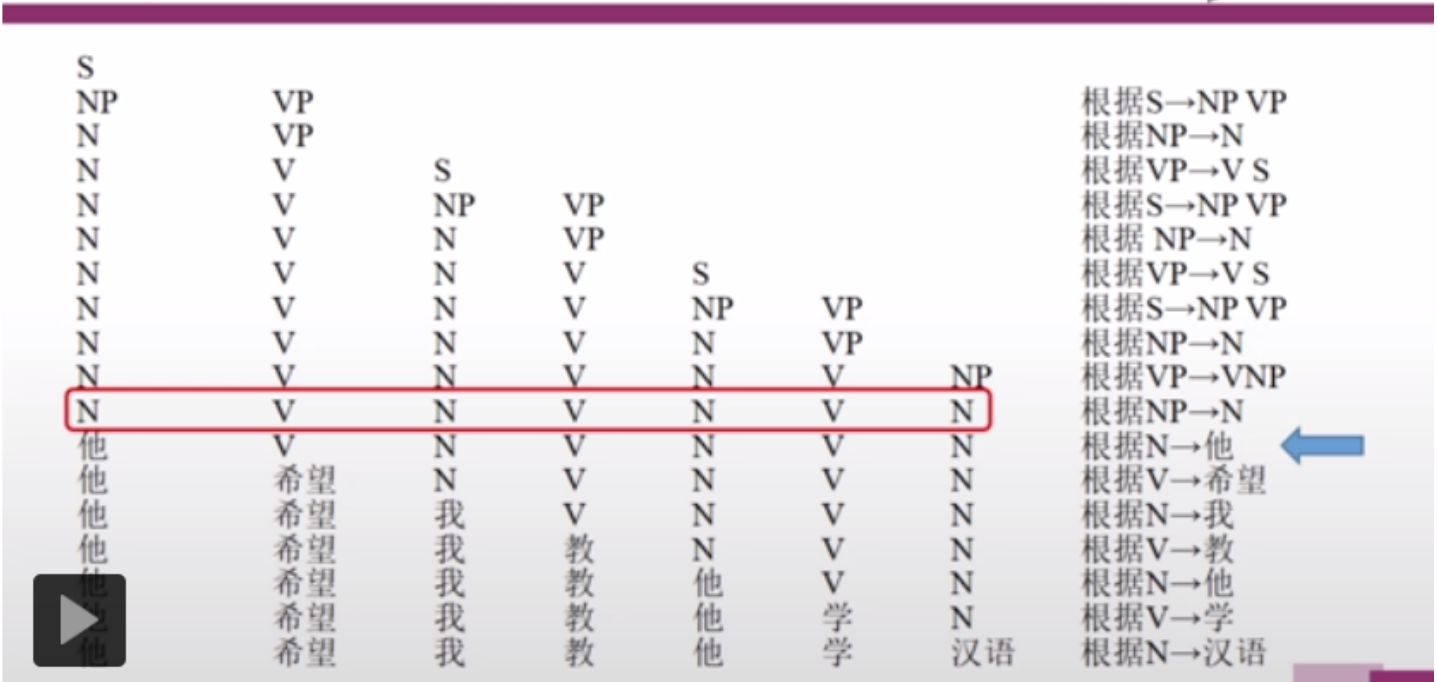 S
NP VP 根据S→NP VP
N VP 根据NP→N
N V S 根据VP→V S
N V NP VP 根据S→NP VP
N V N VP 根据 NP→N
N V N V S 根据VP→V S
N V N V NP VP 根据S→NP VP
N V N V N VP 根据NP→N
N V N V N V NP 根据VP→VNP
N V N V N V N 根据NP→N
他 V N V N V N 根据N→他
他 希望 N V N V N 根据V→希望
他 希望 我 V N V N 根据N→我
他 希望 我 教 N V N 根据V→教
他 希望 我 教 他 V N 根据N→他
他 希望 我 教 他 学 N 根据V→学
他 希望 我 教 他 学 汉语 根据N→汉语